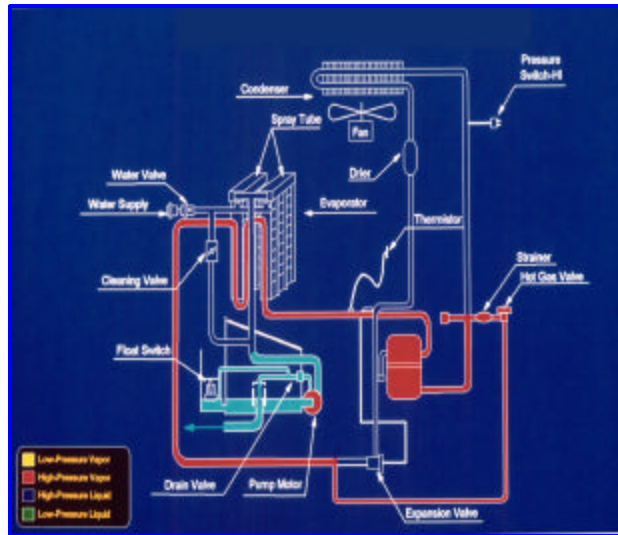 Pressure
Switch-HI
Condenser
Spray Tube
Fan
Drier
Water Valve
Water Supply
Evaporator
Thermistor
Strainer
Hot Gas Valve
Cleaning Valve
Float Switch
Drain Valve
Pump Motor
Expansion Valve
Low-Pressure Vapor
High-Pressure Vapor
High-Pressure Liquid
Low-Pressure Liquid